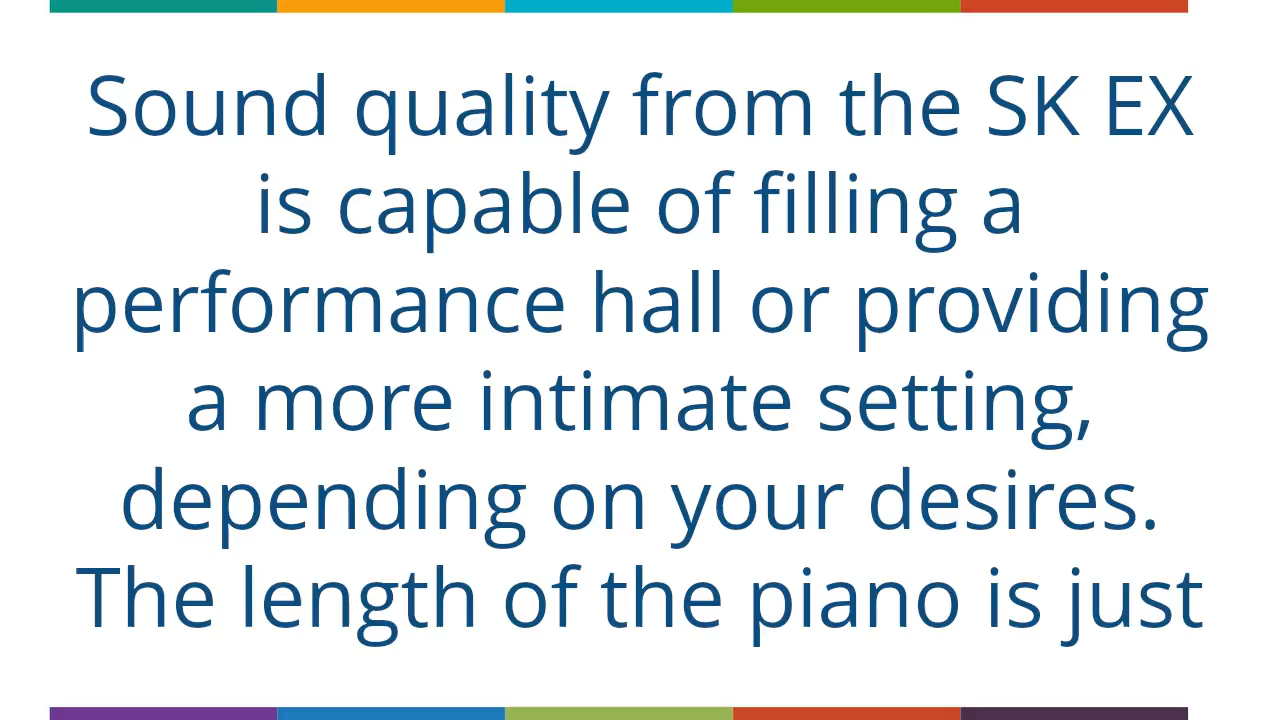 Sound quality from the SK EX
is capable of filling a
performance hall or providing
a more intimate setting,
depending on your desires.
The length of the piano is just